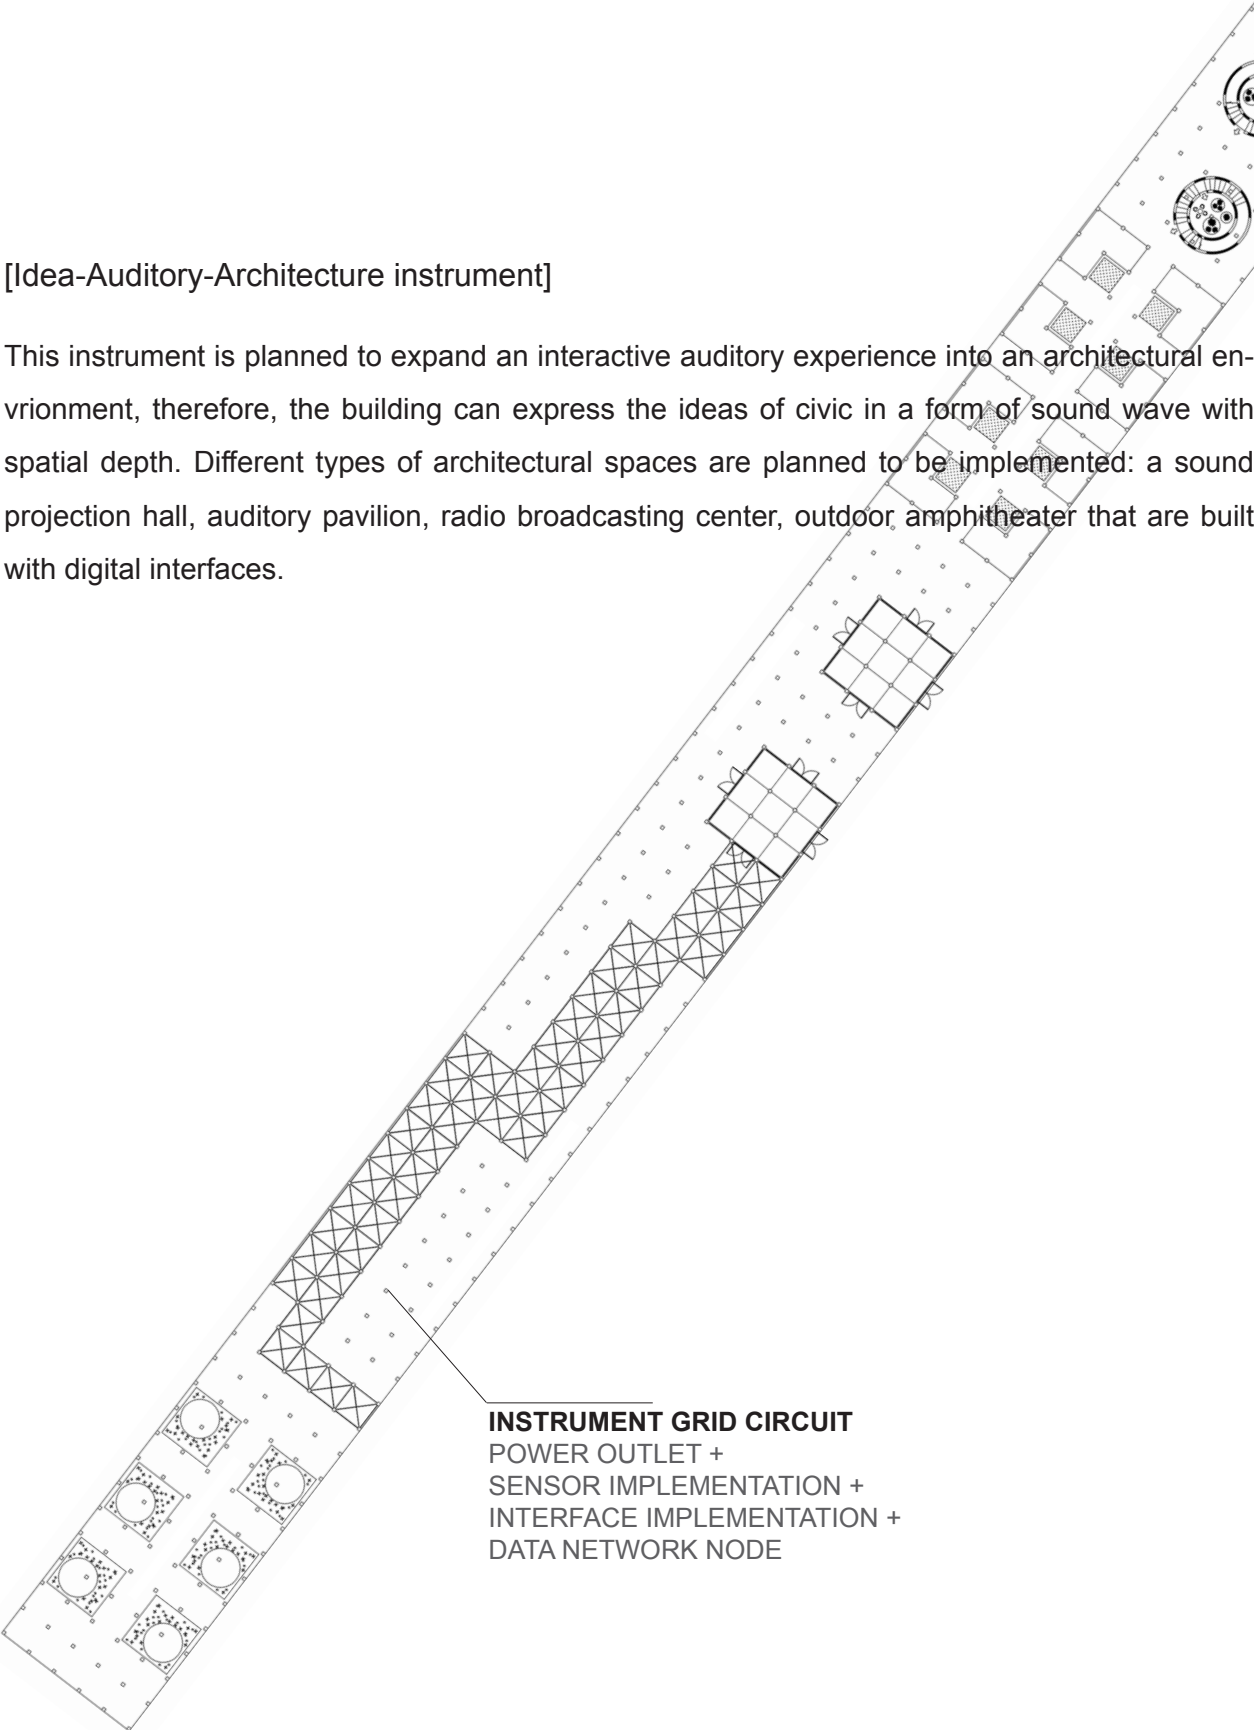 [Idea-Auditory-Architecture instrument]
This instrument is planned to expand an interactive auditory experience into an architectural en-
vrionment, therefore, the building can express the ideas of civic in a form of sound wave with
spatial depth. Different types of architectural spaces are planned to be implemented: a sound
projection hall, auditory pavilion, radio broadcasting center, outdoor amphitheater that are built
with digital interfaces.
INSTRUMENT GRID CIRCUIT
POWER OUTLET +
SENSOR IMPLEMENTATION +
INTERFACE IMPLEMENTATION +
DATA NETWORK NODE